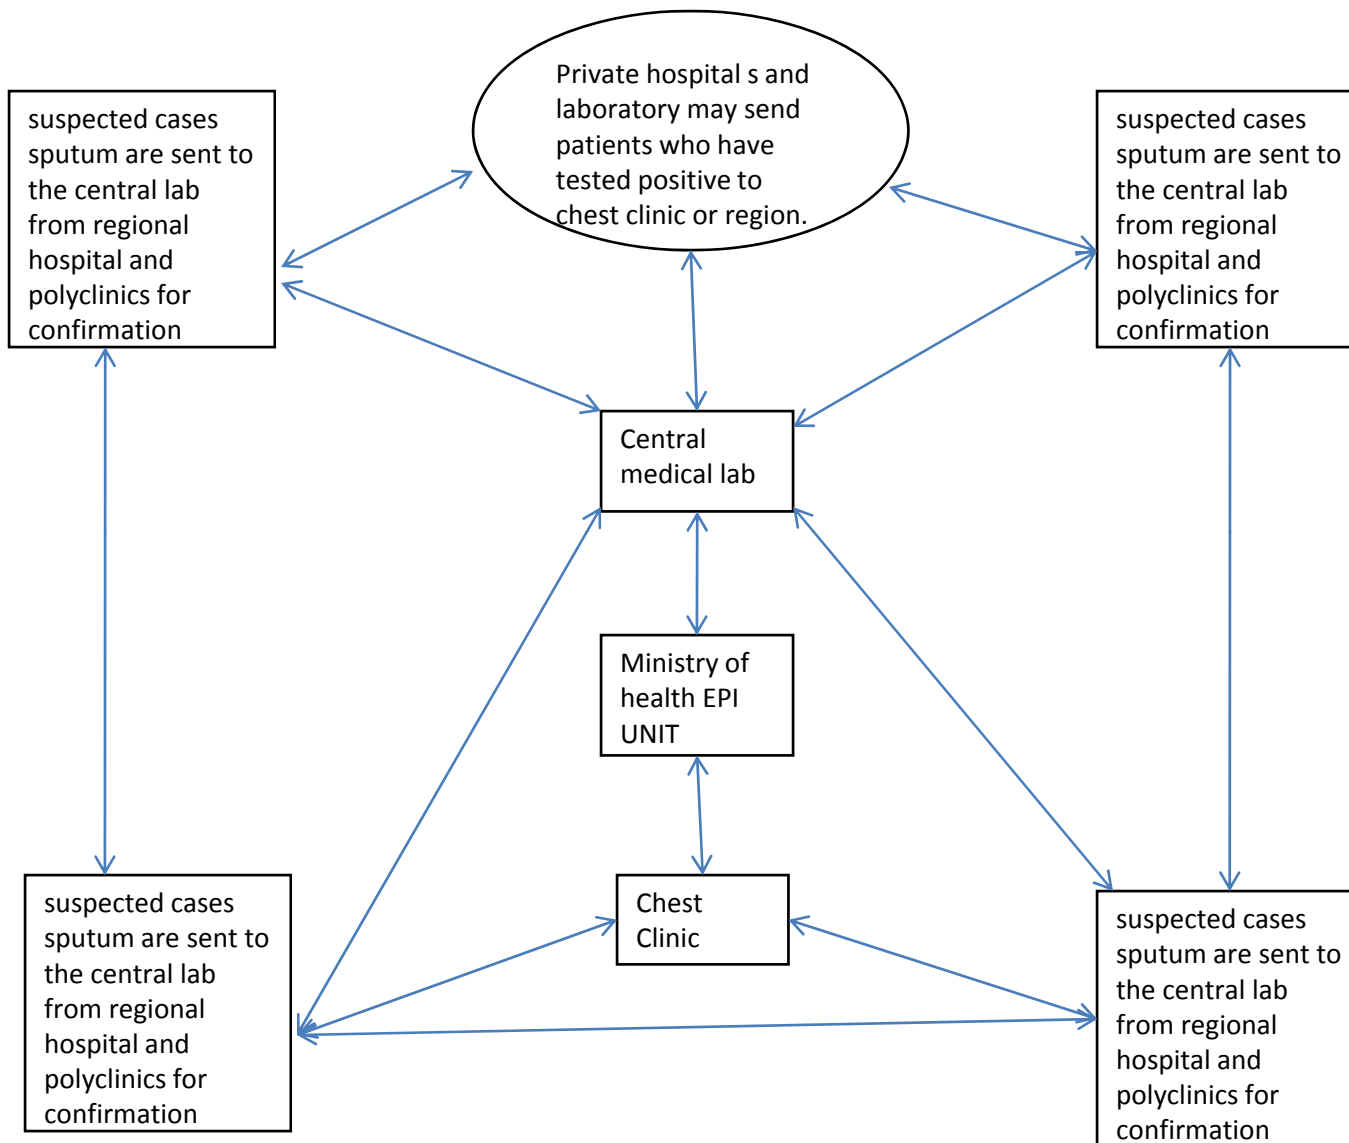 suspected cases
sputum are sent to
the central lab
from regional
hospital and
polyclinics for
confirmation
Private hospital s and
laboratory may send
patients who have
tested positive to
chest clinic or region.
suspected cases
sputum are sent to
the central lab
from regional
hospital and
polyclinics for
confirmation
Central
medical lab
Ministry of
health EPI
UNIT
Chest
Clinic
suspected cases
sputum are sent to
the central lab
from regional
hospital and
polyclinics for
confirmation
suspected cases
sputum are sent to
the central lab
from regional
hospital and
polyclinics for
confirmation